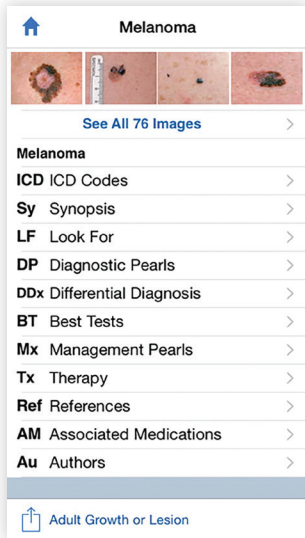 Melanoma
See All 76 Images
Melanoma
ICD ICD Codes
Sy Synopsis
LF Look For
DP Diagnostic Pearls
DDx Differential Diagnosis
BT Best Tests
Mx Management Pearls
Tx Therapy
Ref References
AM Associated Medications
Au Authors
Adult Growth or Lesion